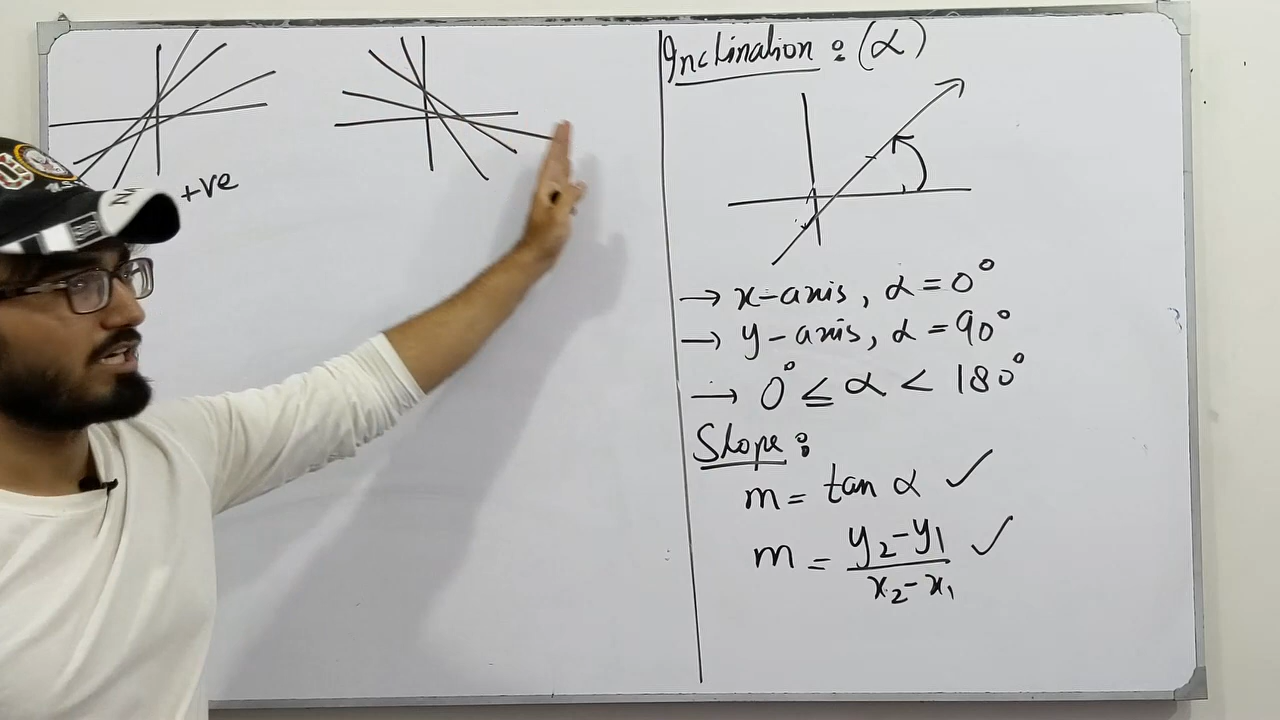 +ve
Inclination : (α)
→ x-axis, α = 0°
→ y-axis, α = 90°
→ 0° ≤ α < 180°
Slope :
m = tan α ✓
m = y₂-y₁ / x₂-x₁ ✓